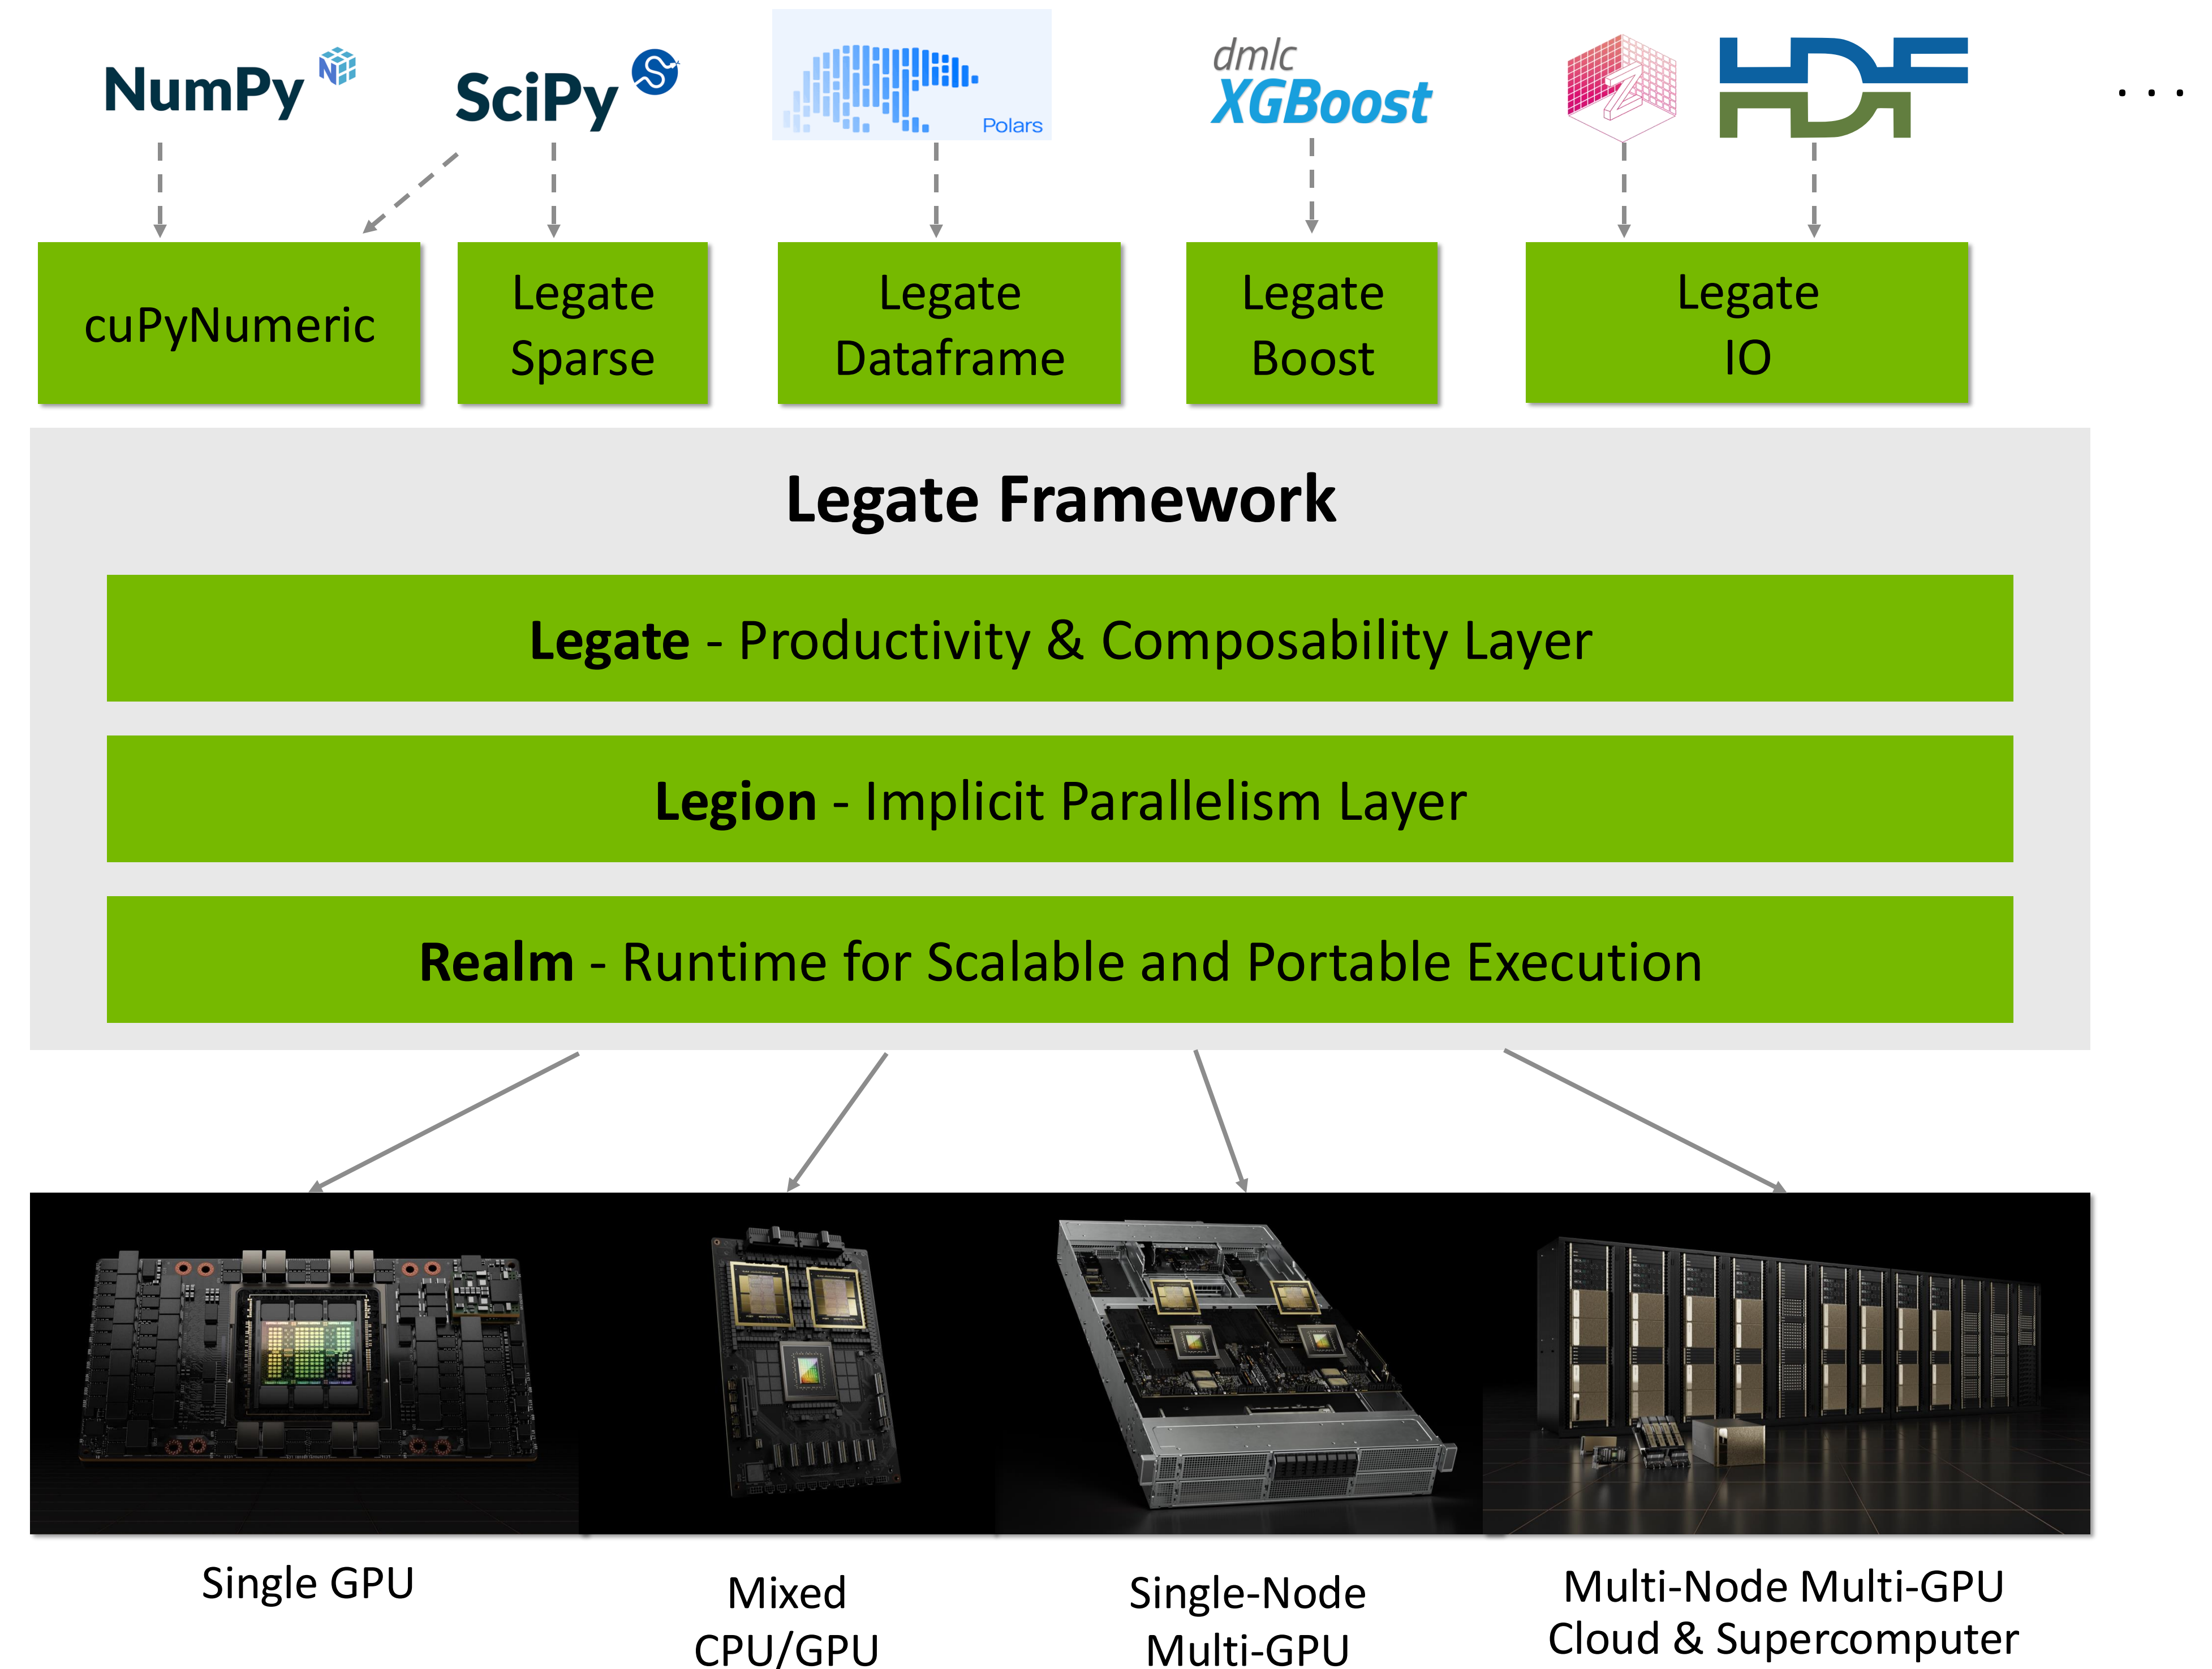 NumPy
SciPy
Polars
dmlc
XGBoost
Z
HDF
. . .
cuPyNumeric
Legate
Sparse
Legate
Dataframe
Legate
Boost
Legate
IO
Legate Framework
Legate - Productivity & Composability Layer
Legion - Implicit Parallelism Layer
Realm - Runtime for Scalable and Portable Execution
Single GPU
Mixed
CPU/GPU
Single-Node
Multi-GPU
Multi-Node Multi-GPU
Cloud & Supercomputer